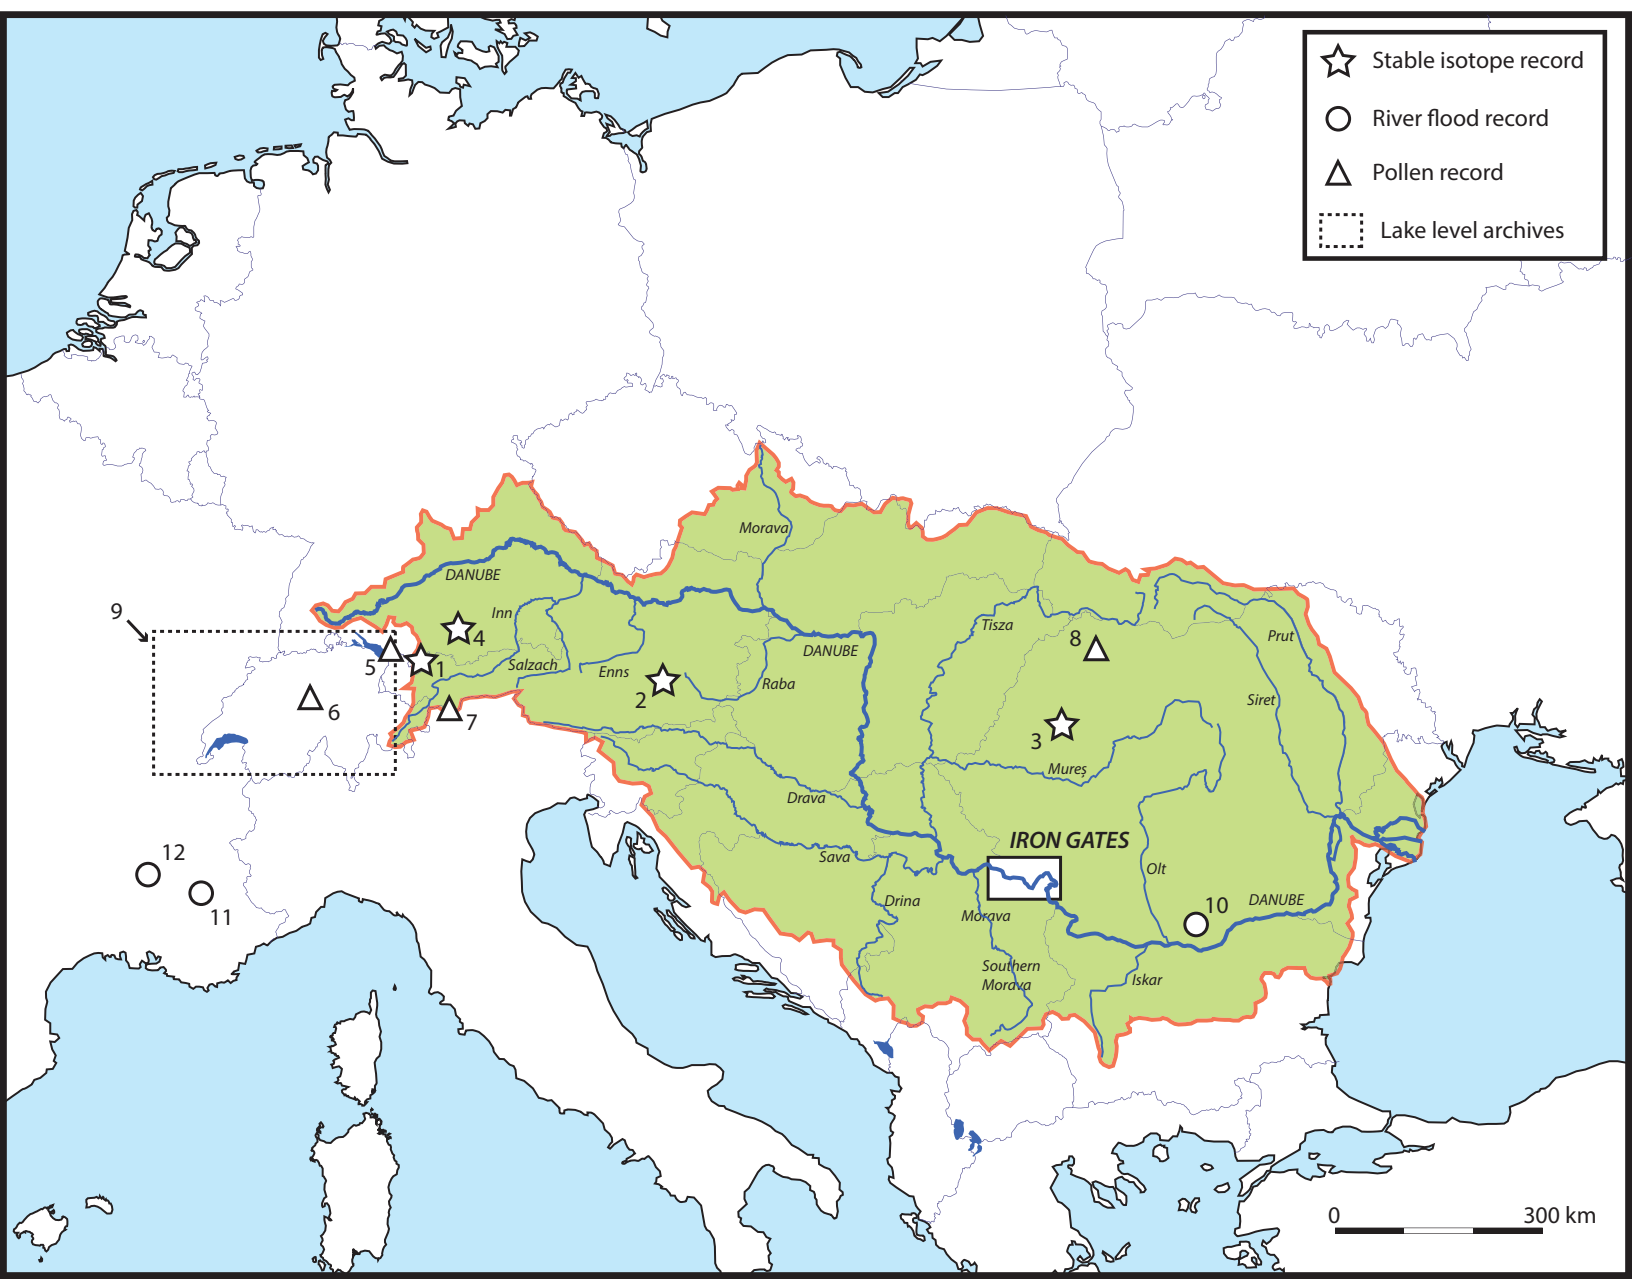 Stable isotope record
River flood record
Pollen record
Lake level archives
Morava
DANUBE
Inn
4
9
5
1
Salzach
Enns
2
Raba
DANUBE
Tisza
8
Prut
Siret
6
7
3
Mureș
Drava
IRON GATES
Sava
12
11
Olt
Drina
Morava
10
DANUBE
Southern
Morava
Iskar
0
300 km